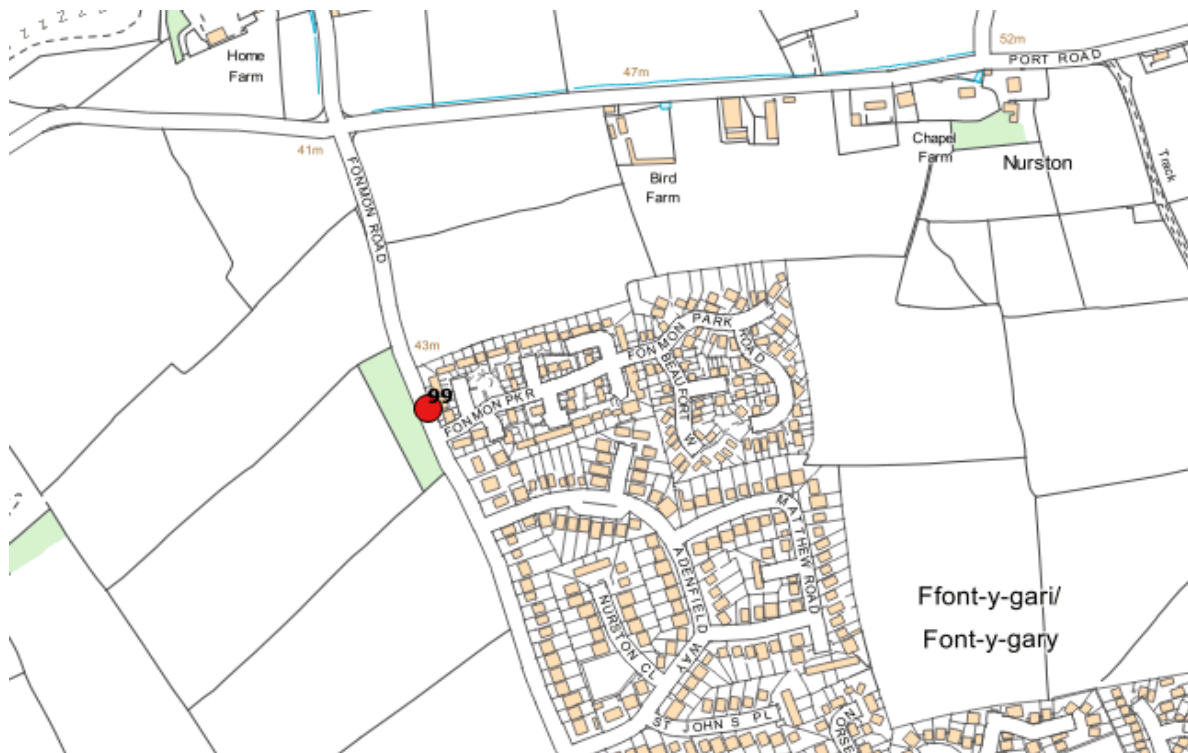 52m
PORT ROAD
Home
Farm
47m
41m
Chapel
Farm
Nurston
Track
Bird
Farm
FONMON ROAD
43m
FONMON PARK
ROAD
BEAUFORT W
99
FONMON PKR
MATTHEW ROAD
ADENFIELD
WAY
NURSTON CL
Ffont-y-gari/
Font-y-gary
ST JOHN S PL
z z z z z